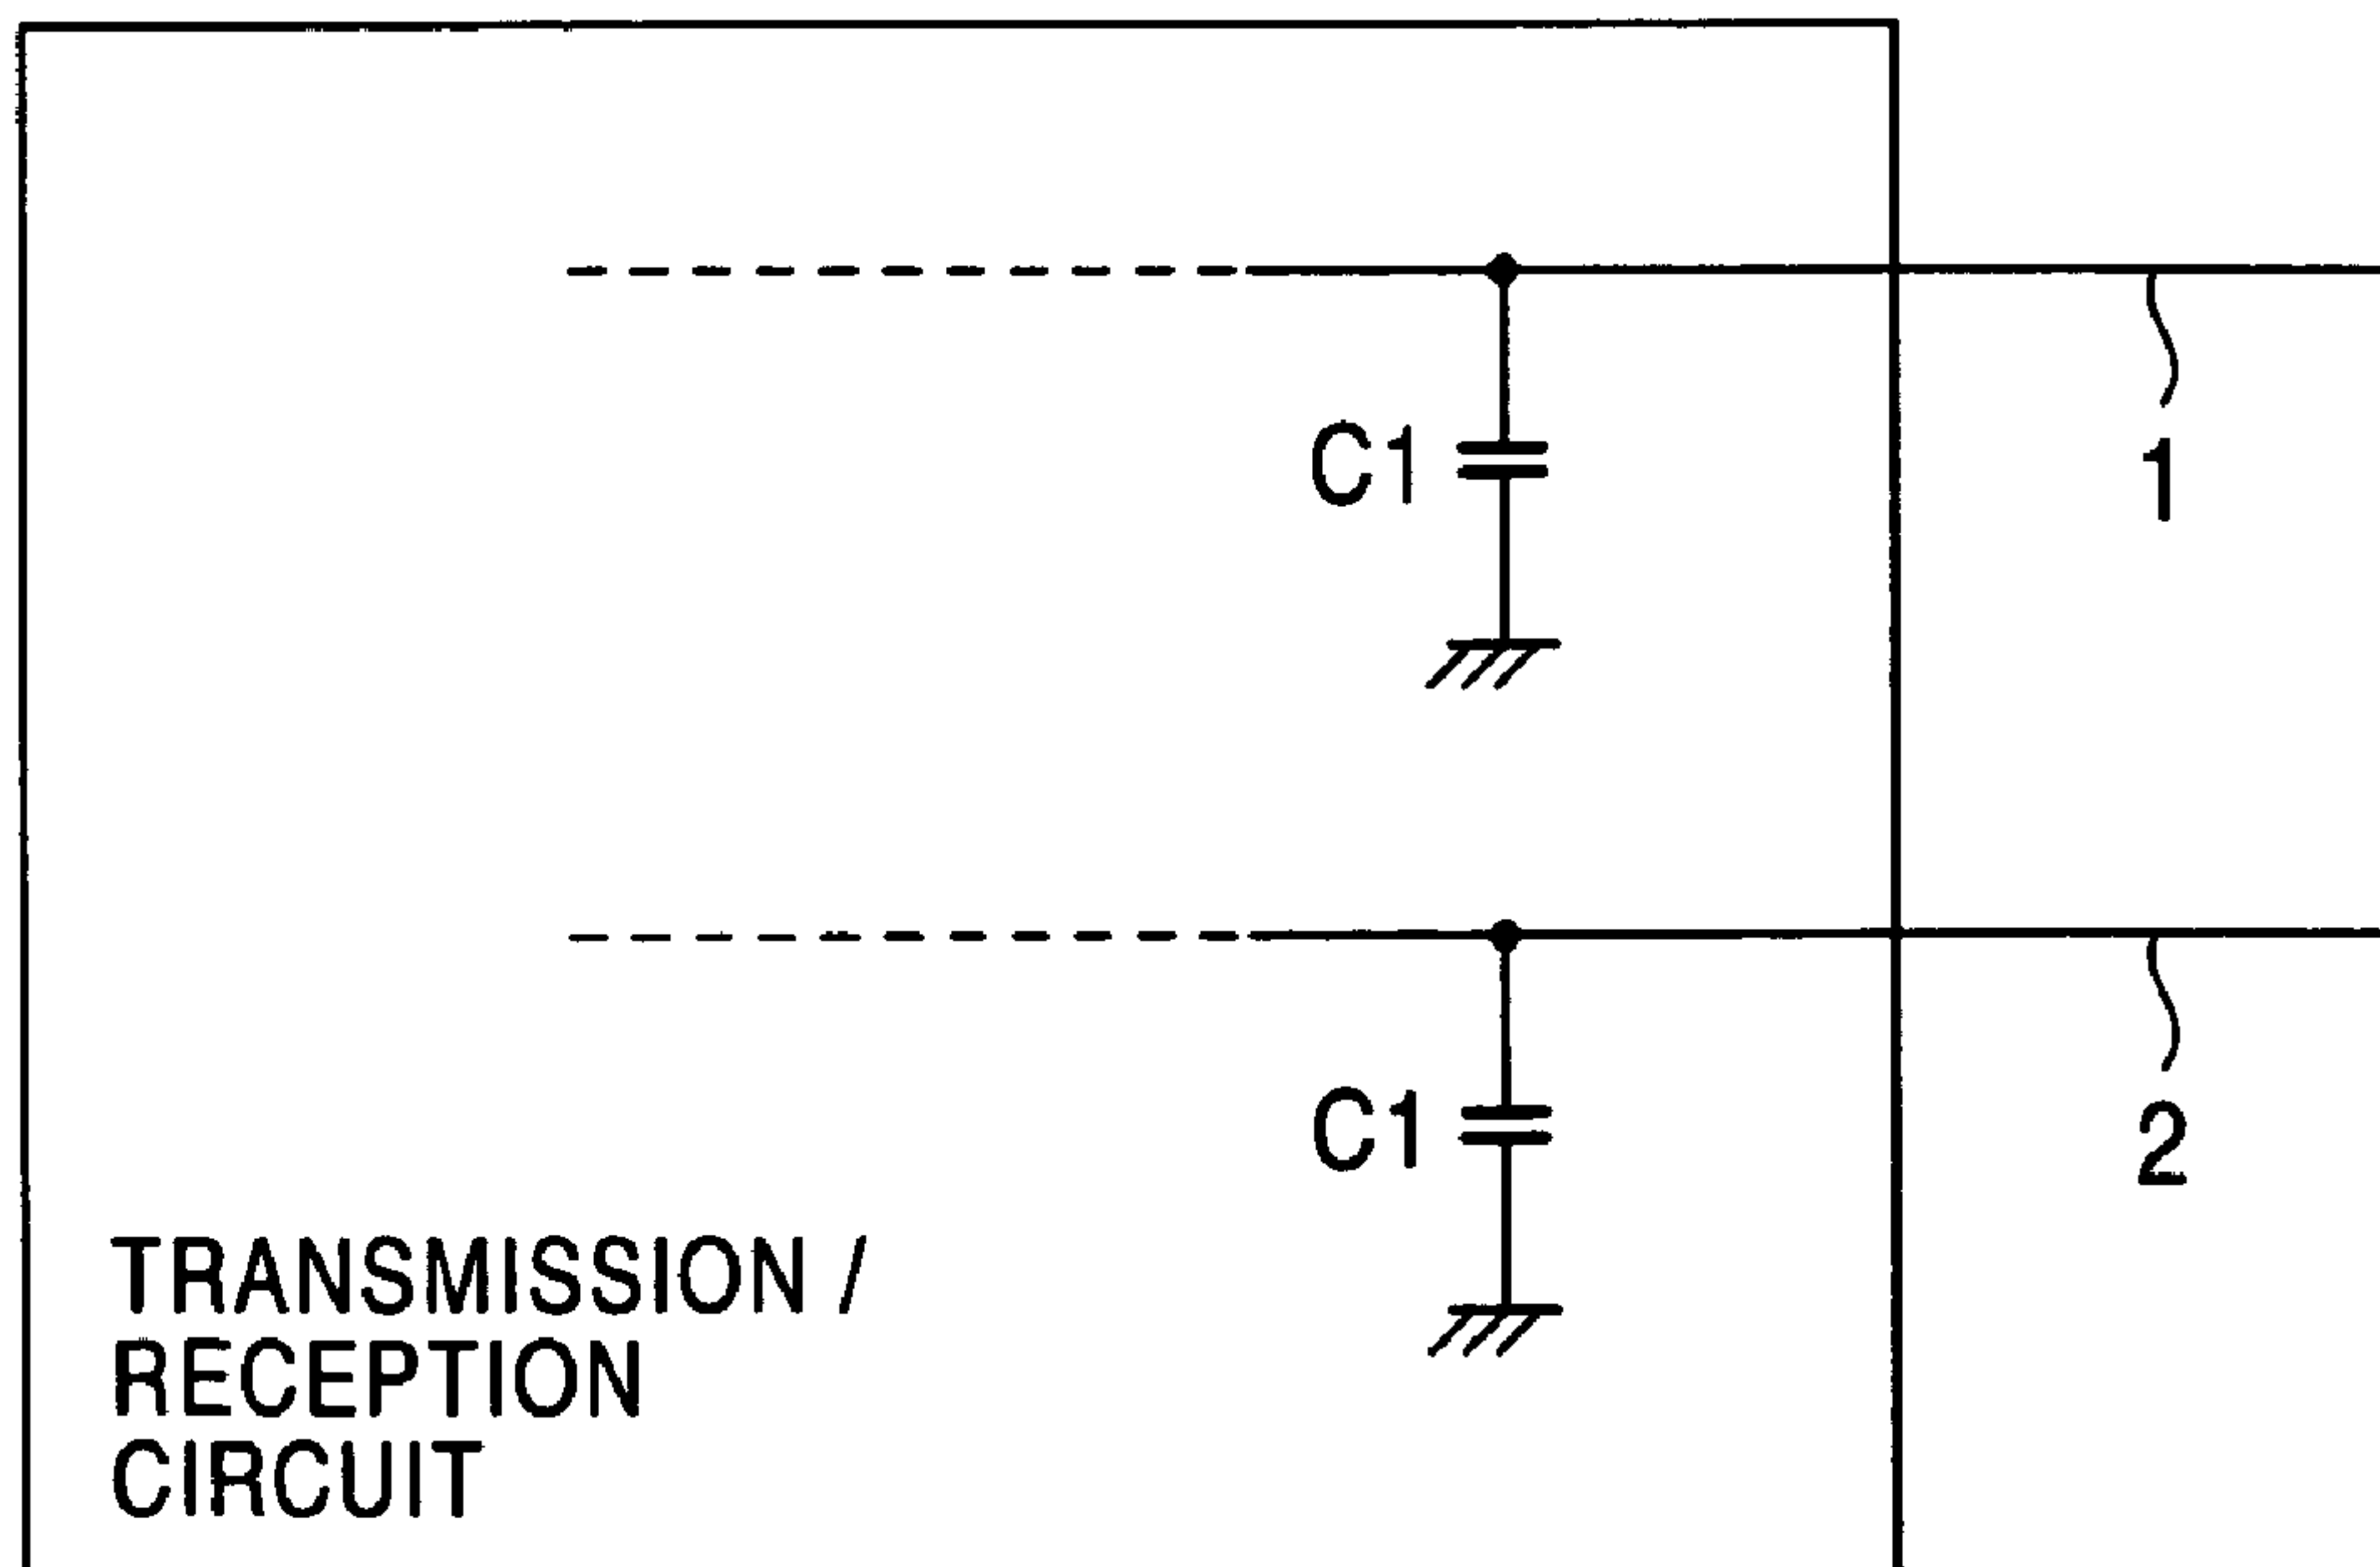 C1
1
C1
2
TRANSMISSION /
RECEPTION
CIRCUIT